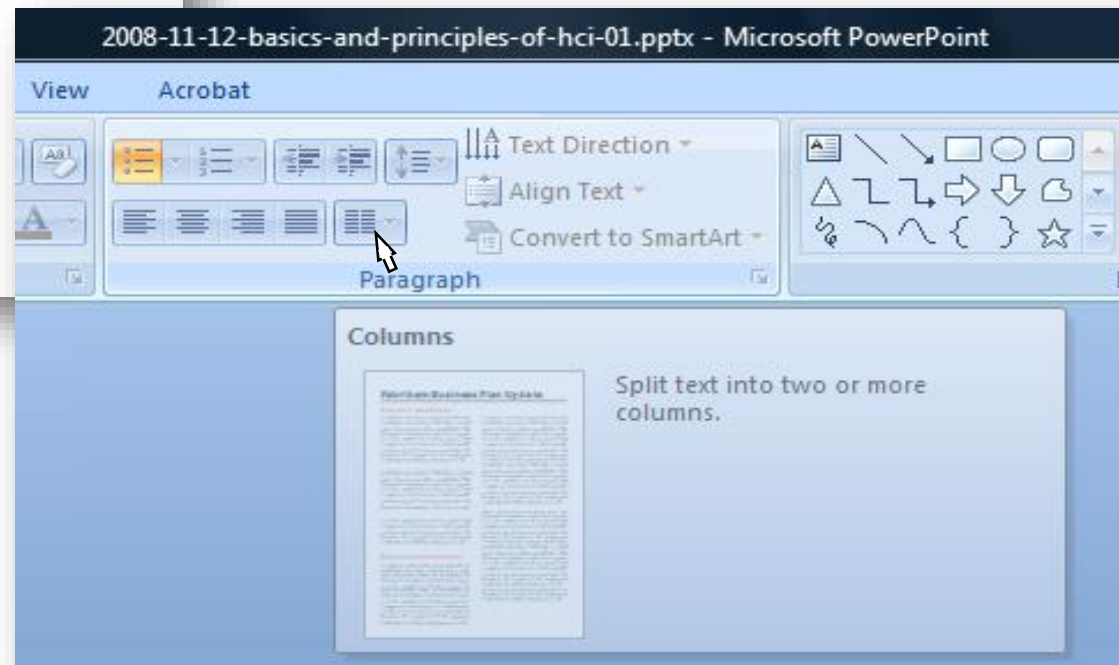 2008-11-12-basics-and-principles-of-hci-01.pptx - Microsoft PowerPoint
View Acrobat
Aa
Text Direction
A
Align Text
A
Convert to SmartArt
Paragraph
Columns
Split text into two or more
columns.